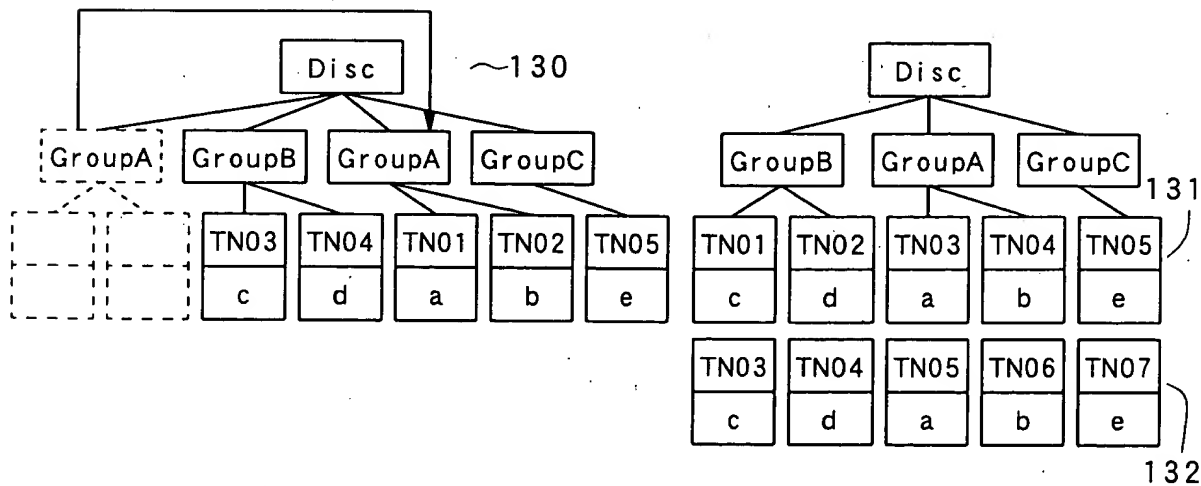 Disc
~130
GroupA
GroupB
GroupA
GroupC
TN03
TN04
TN01
TN02
TN05
c
d
a
b
e
Disc
GroupB
GroupA
GroupC
131
TN01
TN02
TN03
TN04
TN05
c
d
a
b
e
TN03
TN04
TN05
TN06
TN07
c
d
a
b
e
132